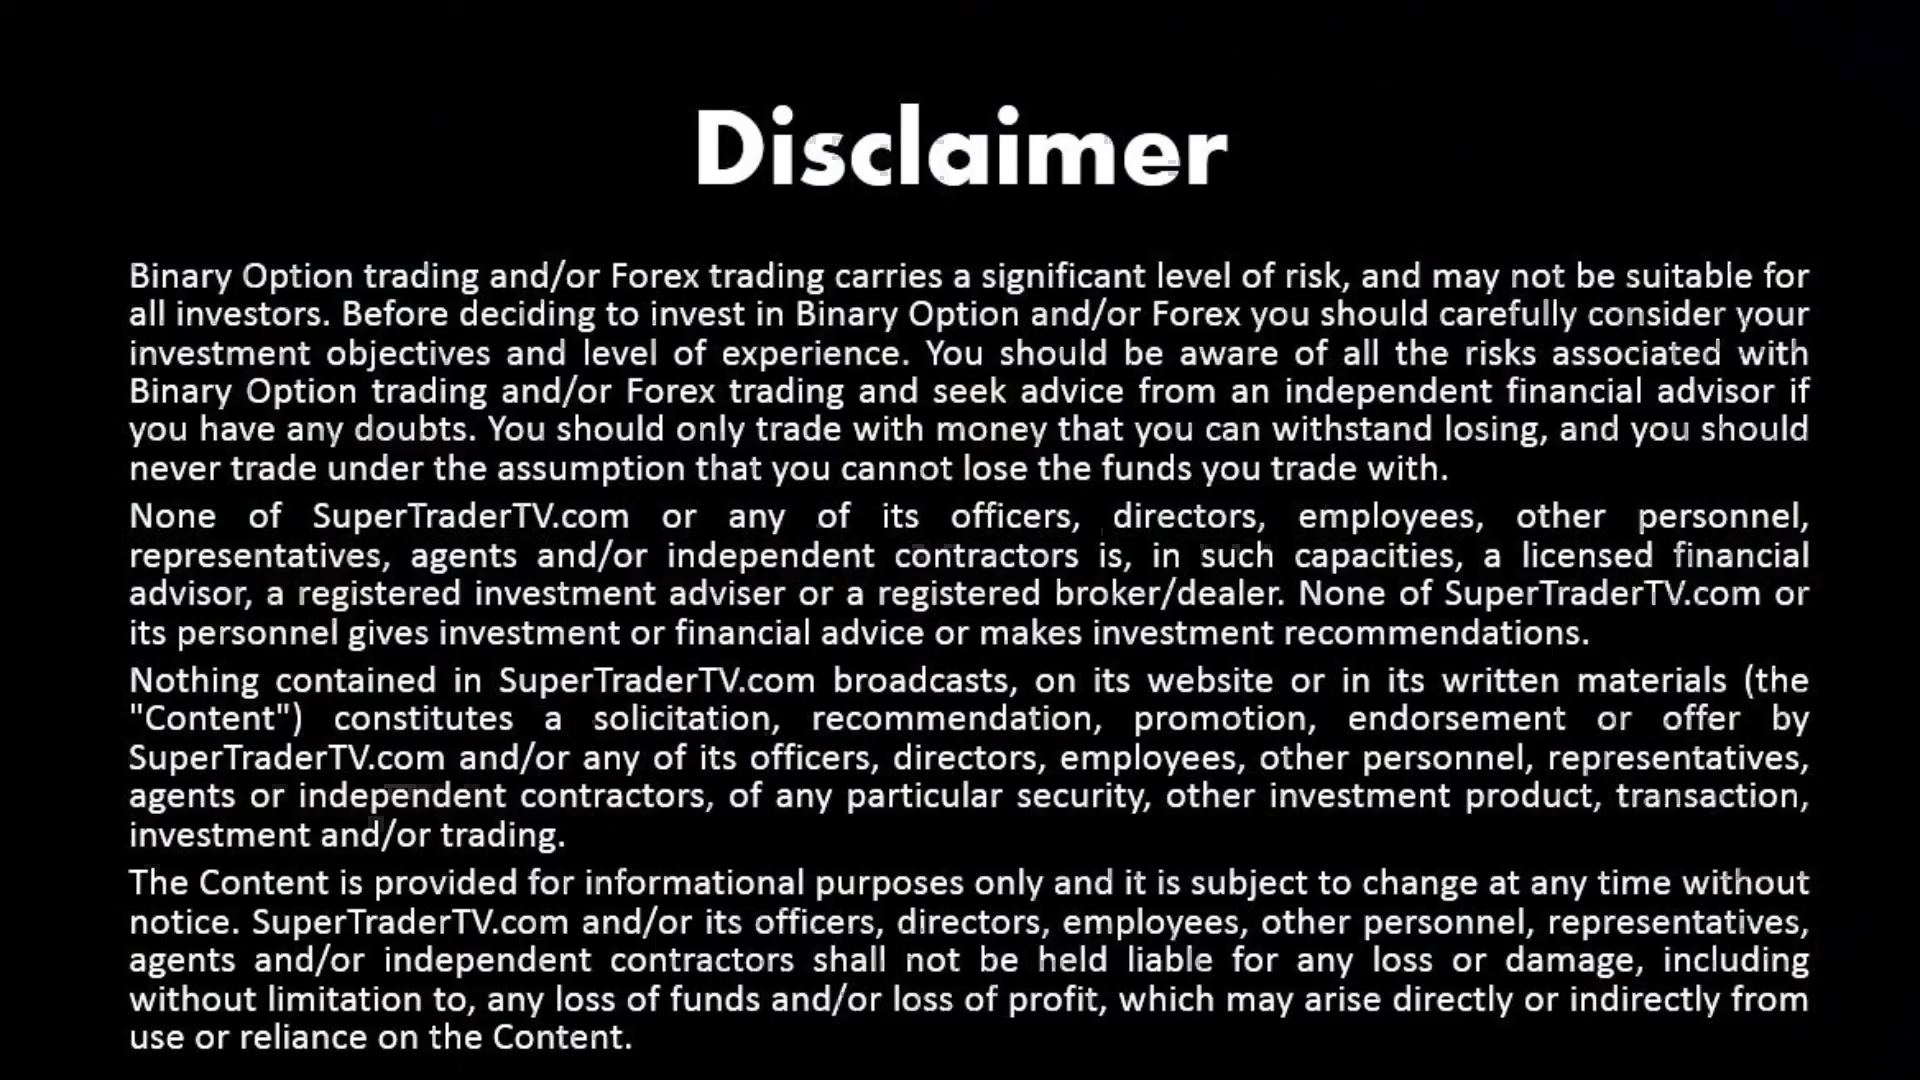 Disclaimer
Binary Option trading and/or Forex trading carries a significant level of risk, and may not be suitable for
all investors. Before deciding to invest in Binary Option and/or Forex you should carefully consider your
investment objectives and level of experience. You should be aware of all the risks associated with
Binary Option trading and/or Forex trading and seek advice from an independent financial advisor if
you have any doubts. You should only trade with money that you can withstand losing, and you should
never trade under the assumption that you cannot lose the funds you trade with.
None of SuperTraderTV.com or any of its officers, directors, employees, other personnel,
representatives, agents and/or independent contractors is, in such capacities, a licensed financial
advisor, a registered investment adviser or a registered broker/dealer. None of SuperTraderTV.com or
its personnel gives investment or financial advice or makes investment recommendations.
Nothing contained in SuperTraderTV.com broadcasts, on its website or in its written materials (the
"Content") constitutes a solicitation, recommendation, promotion, endorsement or offer by
SuperTraderTV.com and/or any of its officers, directors, employees, other personnel, representatives,
agents or independent contractors, of any particular security, other investment product, transaction,
investment and/or trading.
The Content is provided for informational purposes only and it is subject to change at any time without
notice. SuperTraderTV.com and/or its officers, directors, employees, other personnel, representatives,
agents and/or independent contractors shall not be held liable for any loss or damage, including
without limitation to, any loss of funds and/or loss of profit, which may arise directly or indirectly from
use or reliance on the Content.